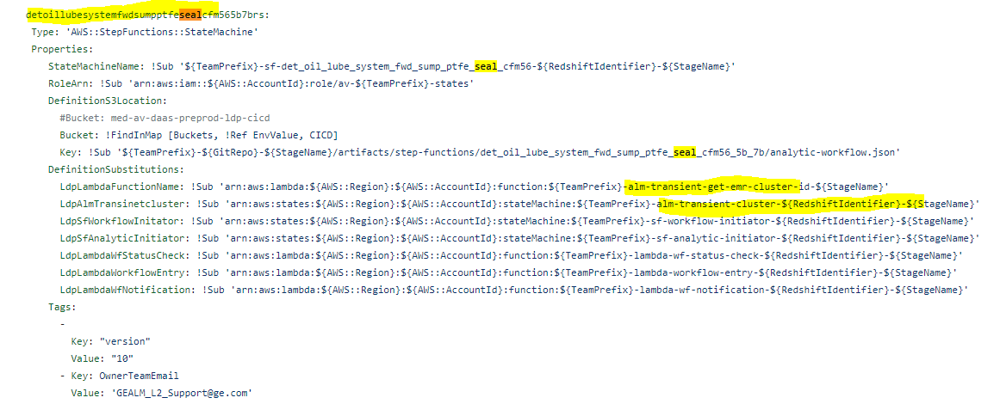 detoillubesystemfwdsumpptfesealcfm565b7brs:
Type: 'AWS::StepFunctions::StateMachine'
Properties:
StateMachineName: !Sub '${TeamPrefix}-sf-det_oil_lube_system_fwd_sump_ptfe_seal_cfm56-${RedshiftIdentifier}-${StageName}'
RoleArn: !Sub 'arn:aws:iam::${AWS::AccountId}:role/av-${TeamPrefix}-states'
DefinitionS3Location:
#Bucket: med-av-daas-preprod-ldp-cicd
Bucket: !FindInMap [Buckets, !Ref EnvValue, CICD]
Key: !Sub '${TeamPrefix}-${GitRepo}-${StageName}/artifacts/step-functions/det_oil_lube_system_fwd_sump_ptfe_seal_cfm56_5b_7b/analytic-workflow.json'
DefinitionSubstitutions:
LdpLambdaFunctionName: !Sub 'arn:aws:lambda:${AWS::Region}:${AWS::AccountId}:function:${TeamPrefix}-alm-transient-get-emr-cluster-id-${StageName}'
LdpAlmTransinetcluster: !Sub 'arn:aws:states:${AWS::Region}:${AWS::AccountId}:stateMachine:${TeamPrefix}-alm-transient-cluster-${RedshiftIdentifier}-${StageName}'
LdpSfWorkflowInitator: !Sub 'arn:aws:states:${AWS::Region}:${AWS::AccountId}:stateMachine:${TeamPrefix}-sf-workflow-initiator-${RedshiftIdentifier}-${StageName}'
LdpSfAnalyticInitiator: !Sub 'arn:aws:states:${AWS::Region}:${AWS::AccountId}:stateMachine:${TeamPrefix}-sf-analytic-initiator-${RedshiftIdentifier}-${StageName}'
LdpLambdaWfStatusCheck: !Sub 'arn:aws:lambda:${AWS::Region}:${AWS::AccountId}:function:${TeamPrefix}-lambda-wf-status-check-${RedshiftIdentifier}-${StageName}'
LdpLambdaWorkflowEntry: !Sub 'arn:aws:lambda:${AWS::Region}:${AWS::AccountId}:function:${TeamPrefix}-lambda-workflow-entry-${RedshiftIdentifier}-${StageName}'
LdpLambdaWfNotification: !Sub 'arn:aws:lambda:${AWS::Region}:${AWS::AccountId}:function:${TeamPrefix}-lambda-wf-notification-${RedshiftIdentifier}-${StageName}'
Tags:
-
Key: "version"
Value: "10"
- Key: OwnerTeamEmail
Value: 'GEALM_L2_Support@ge.com'